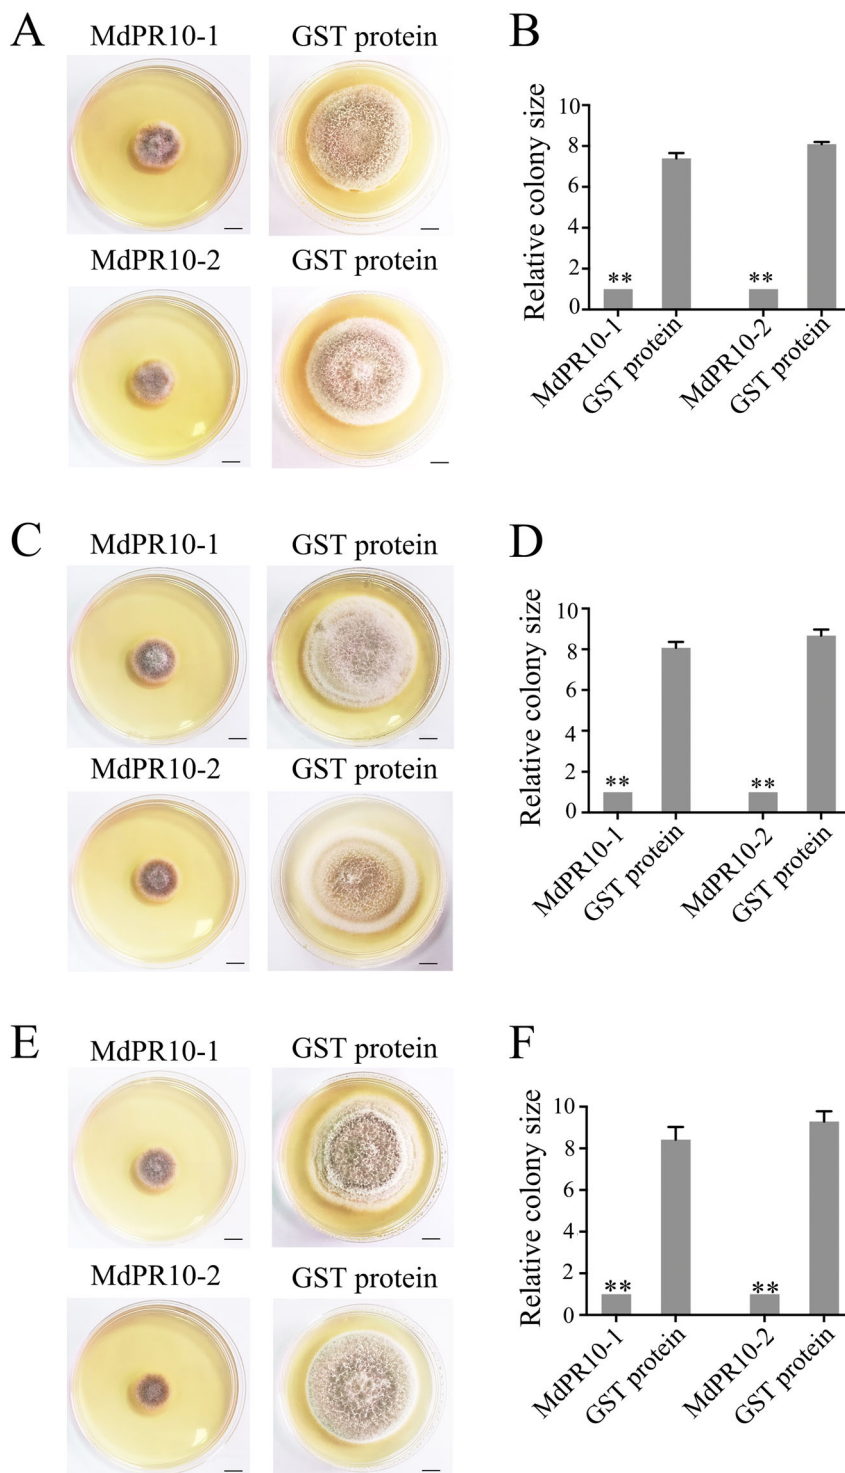 A
MdPR10-1
GST protein
MdPR10-2
GST protein
B
Relative colony size
10
8
6
4
2
0
**
**
MdPR10-1
GST protein
MdPR10-2
GST protein
C
MdPR10-1
GST protein
MdPR10-2
GST protein
D
Relative colony size
10
8
6
4
2
0
**
**
MdPR10-1
GST protein
MdPR10-2
GST protein
E
MdPR10-1
GST protein
MdPR10-2
GST protein
F
Relative colony size
10
8
6
4
2
0
**
**
MdPR10-1
GST protein
MdPR10-2
GST protein